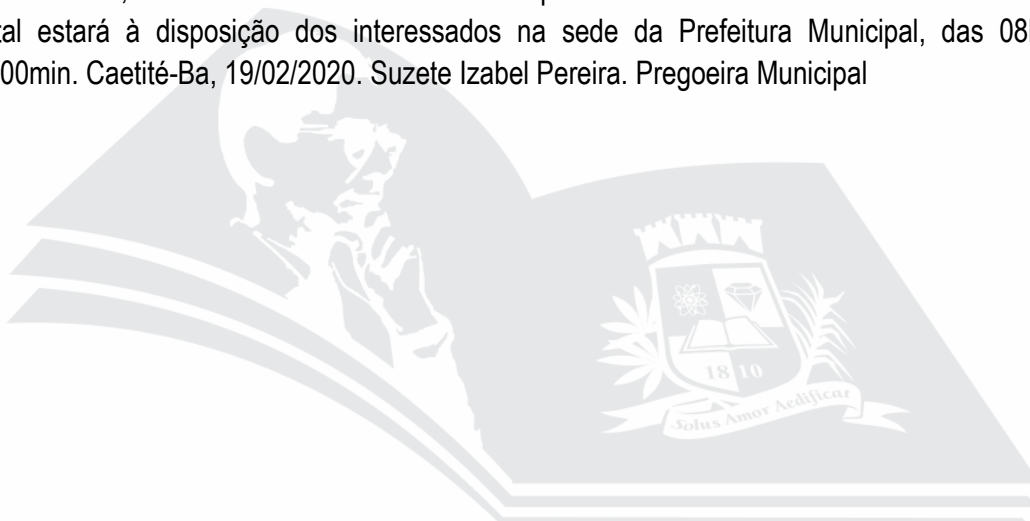 tal estará à disposição dos interessados na sede da Prefeitura Municipal, das 08
00min. Caetité-Ba, 19/02/2020. Suzete Izabel Pereira. Pregoeira Municipal
1810
Solus Amor Aedificat